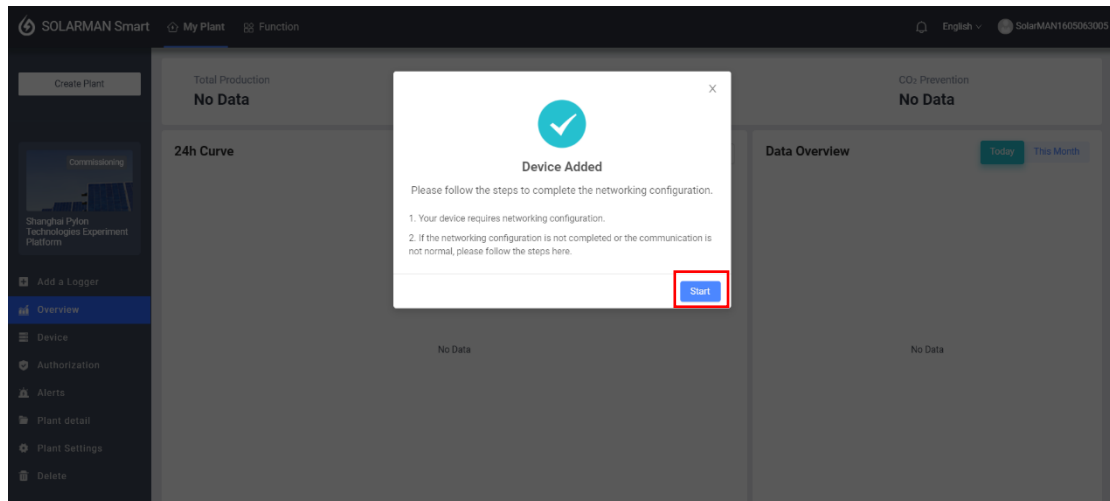 SOLARMAN Smart
My Plant
Function
English
SolarMAN1605063005
Create Plant
Commissioning
Shanghai Pylon
Technologies Experiment
Platform
Add a Logger
Overview
Device
Authorization
Alerts
Plant detail
Plant Settings
Delete
Total Production
No Data
CO₂ Prevention
No Data
24h Curve
No Data
Data Overview
Today
This Month
No Data
Device Added
Please follow the steps to complete the networking configuration.
1. Your device requires networking configuration.
2. If the networking configuration is not completed or the communication is
not normal, please follow the steps here.
Start